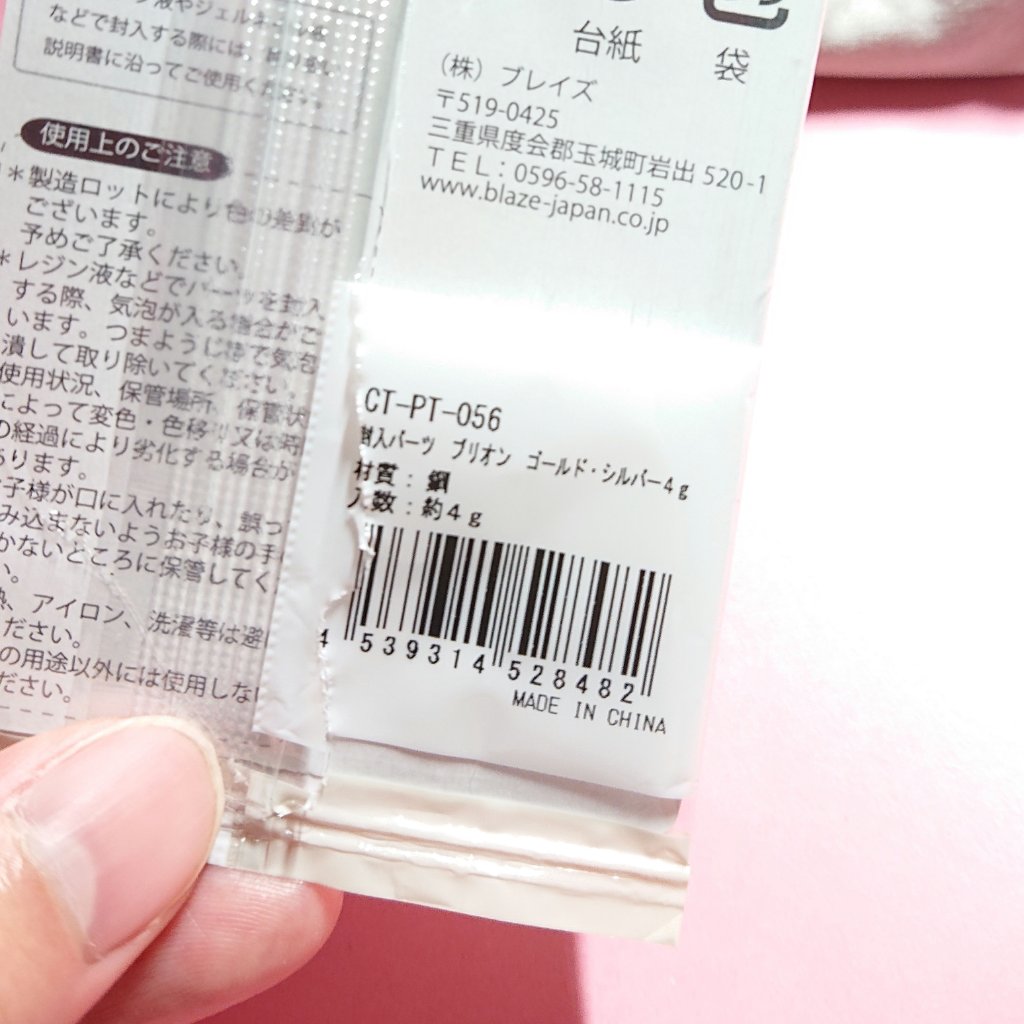 などで封入する際には
説明書に沿ってご使用くだ
使用上のご注意
*製造ロットにより色の差異が
ございます。
予めご了承ください。
*レジン液などでパーツを封入
する際、気泡が入る場合がご
います。つまようじ等で気泡
潰して取り除いてください。
使用状況、保管場所、保管状
によって変色・色移り又は時
の経過により劣化する場合が
ります。
子様が口に入れたり、誤っ
み込まないようお子様の手
かないところに保管してく
い。
、アイロン、洗濯等は避
ださい。
の用途以外には使用しない
ださい。
台紙
袋
(株) ブレイズ
〒519-0425
三重県度会郡玉城町岩出 520-1
TEL:0596-58-1115
www.blaze-japan.co.jp
CT-PT-056
封入パーツ ブリオン ゴールド・シルバー4g
材質:鋼
入数:約4g
4 539314 528482
MADE IN CHINA